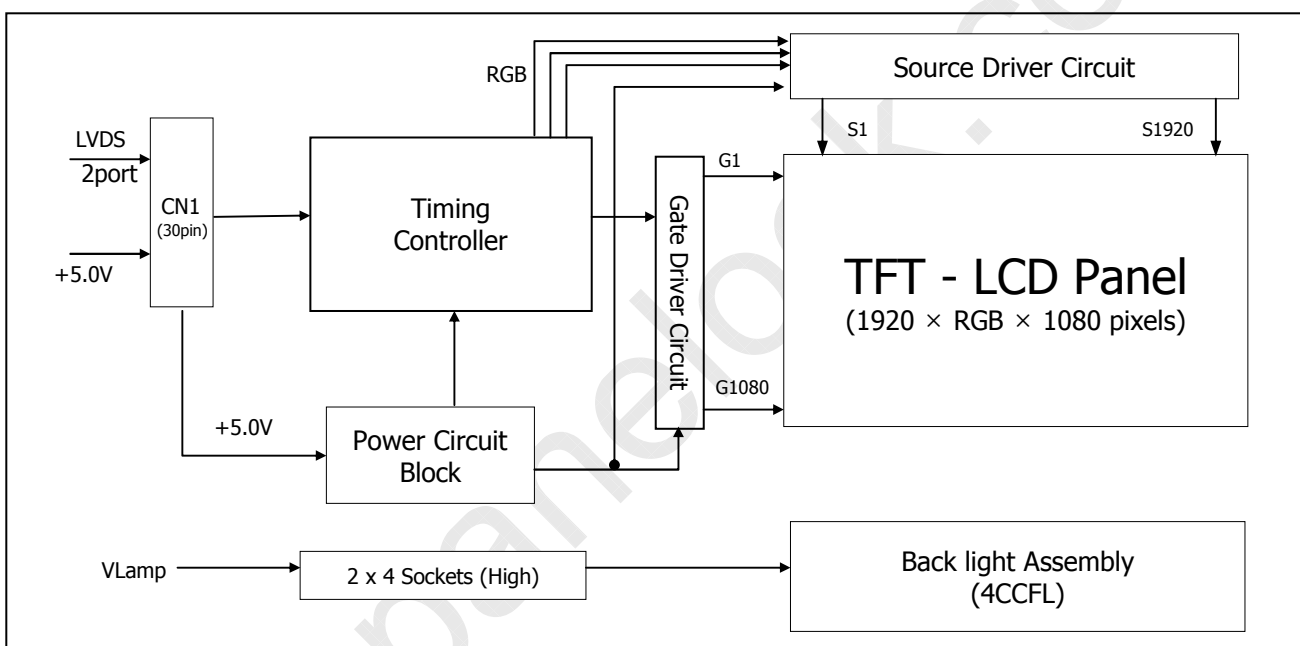 RGB
Source Driver Circuit
S1
S1920
LVDS
2port
CN1
(30pin)
+5.0V
Timing
Controller
Gate Driver Circuit
G1
G1080
TFT - LCD Panel
(1920 × RGB × 1080 pixels)
+5.0V
Power Circuit
Block
VLamp
2 x 4 Sockets (High)
Back light Assembly
(4CCFL)